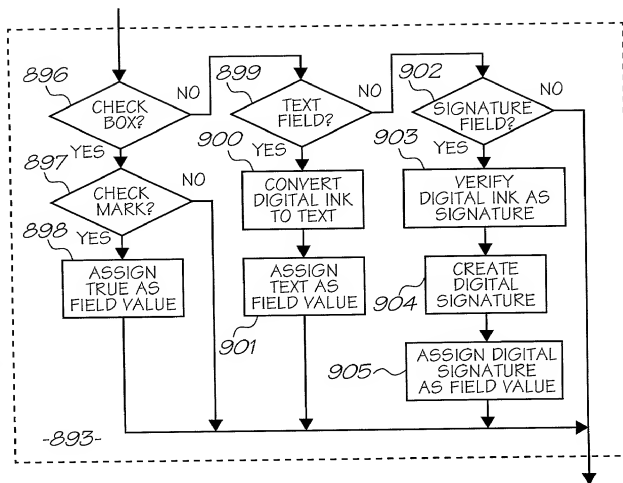 896
CHECK
BOX?
NO
YES
897
CHECK
MARK?
NO
YES
898
ASSIGN
TRUE AS
FIELD VALUE
899
TEXT
FIELD?
NO
YES
900
CONVERT
DIGITAL INK
TO TEXT
ASSIGN
TEXT AS
FIELD VALUE
901
902
SIGNATURE
FIELD?
NO
YES
903
VERIFY
DIGITAL INK AS
SIGNATURE
CREATE
DIGITAL
SIGNATURE
904
ASSIGN DIGITAL
SIGNATURE
AS FIELD VALUE
905
-893-